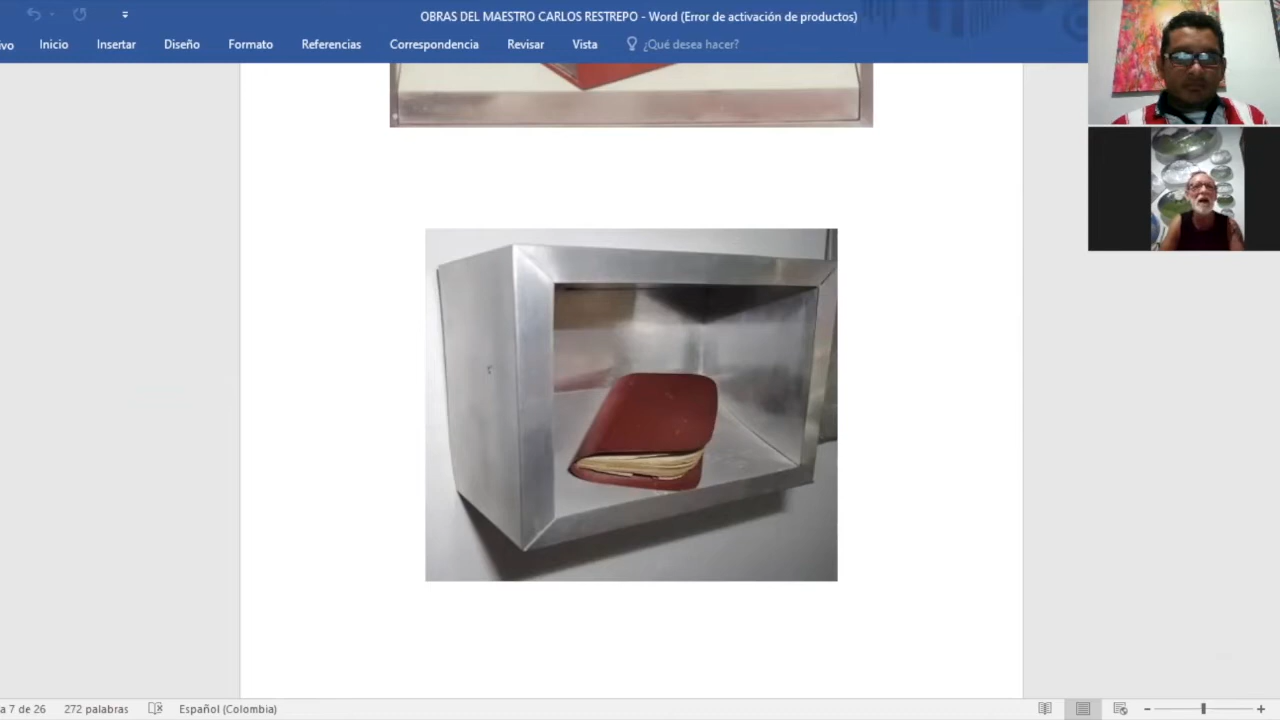 OBRAS DEL MAESTRO CARLOS RESTREPO - Word (Error de activación de productos)
vo Inicio Insertar Diseño Formato Referencias Correspondencia Revisar Vista ¿Qué desea hacer?
a 7 de 26 272 palabras Español (Colombia)